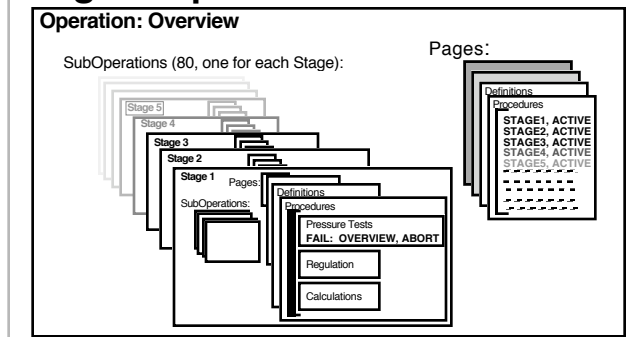 Operation: Overview
SubOperations (80, one for each Stage):
Pages:
Stage 5
Stage 4
Stage 3
Stage 2
Stage 1
Pages:
SubOperations:
Definitions
Procedures
Pressure Tests
FAIL: OVERVIEW, ABORT
Regulation
Calculations
Definitions
Procedures
STAGE1, ACTIVE
STAGE2, ACTIVE
STAGE3, ACTIVE
STAGE4, ACTIVE
STAGE5, ACTIVE